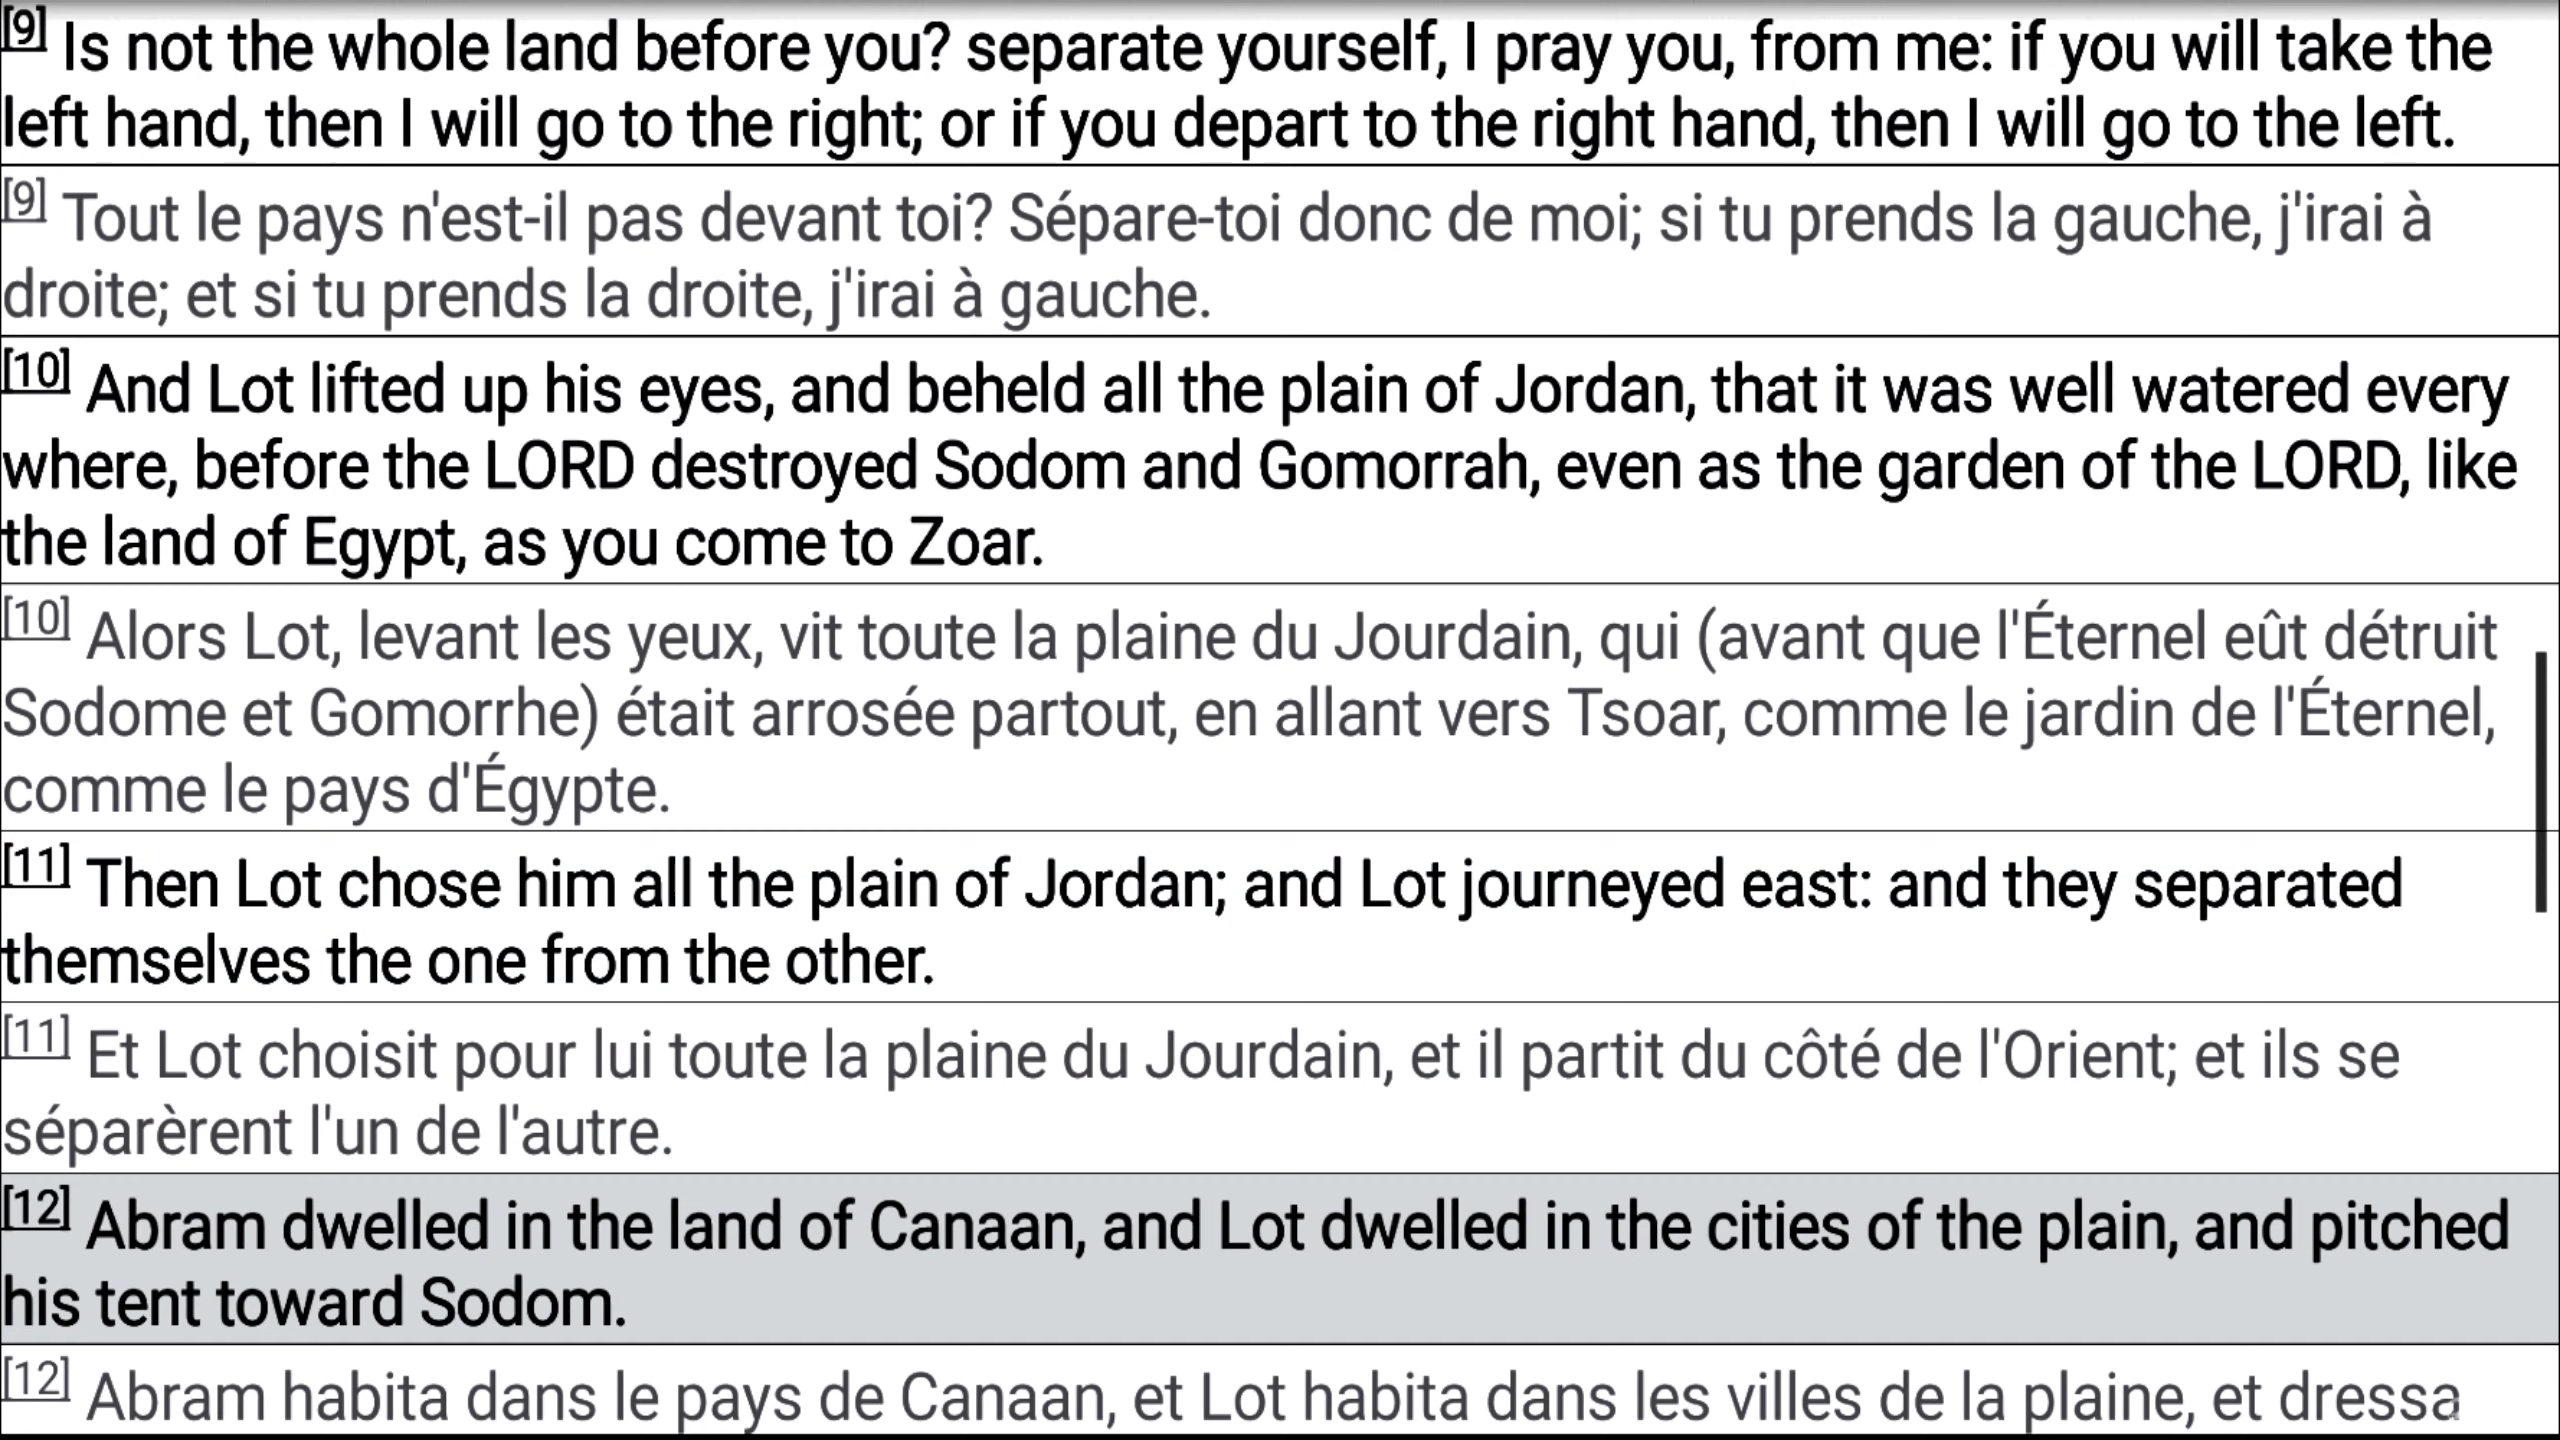 [9] Is not the whole land before you? separate yourself, I pray you, from me: if you will take the
left hand, then I will go to the right; or if you depart to the right hand, then I will go to the left.
[9] Tout le pays n'est-il pas devant toi? Sépare-toi donc de moi; si tu prends la gauche, j'irai à
droite; et si tu prends la droite, j'irai à gauche.
[10] And Lot lifted up his eyes, and beheld all the plain of Jordan, that it was well watered every
where, before the LORD destroyed Sodom and Gomorrah, even as the garden of the LORD, like
the land of Egypt, as you come to Zoar.
[10] Alors Lot, levant les yeux, vit toute la plaine du Jourdain, qui (avant que l'Éternel eût détruit
Sodome et Gomorrhe) était arrosée partout, en allant vers Tsoar, comme le jardin de l'Éternel,
comme le pays d'Égypte.
[11] Then Lot chose him all the plain of Jordan; and Lot journeyed east: and they separated
themselves the one from the other.
[11] Et Lot choisit pour lui toute la plaine du Jourdain, et il partit du côté de l'Orient; et ils se
séparèrent l'un de l'autre.
[12] Abram dwelled in the land of Canaan, and Lot dwelled in the cities of the plain, and pitched
his tent toward Sodom.
[12] Abram habita dans le pays de Canaan, et Lot habita dans les villes de la plaine, et dressa